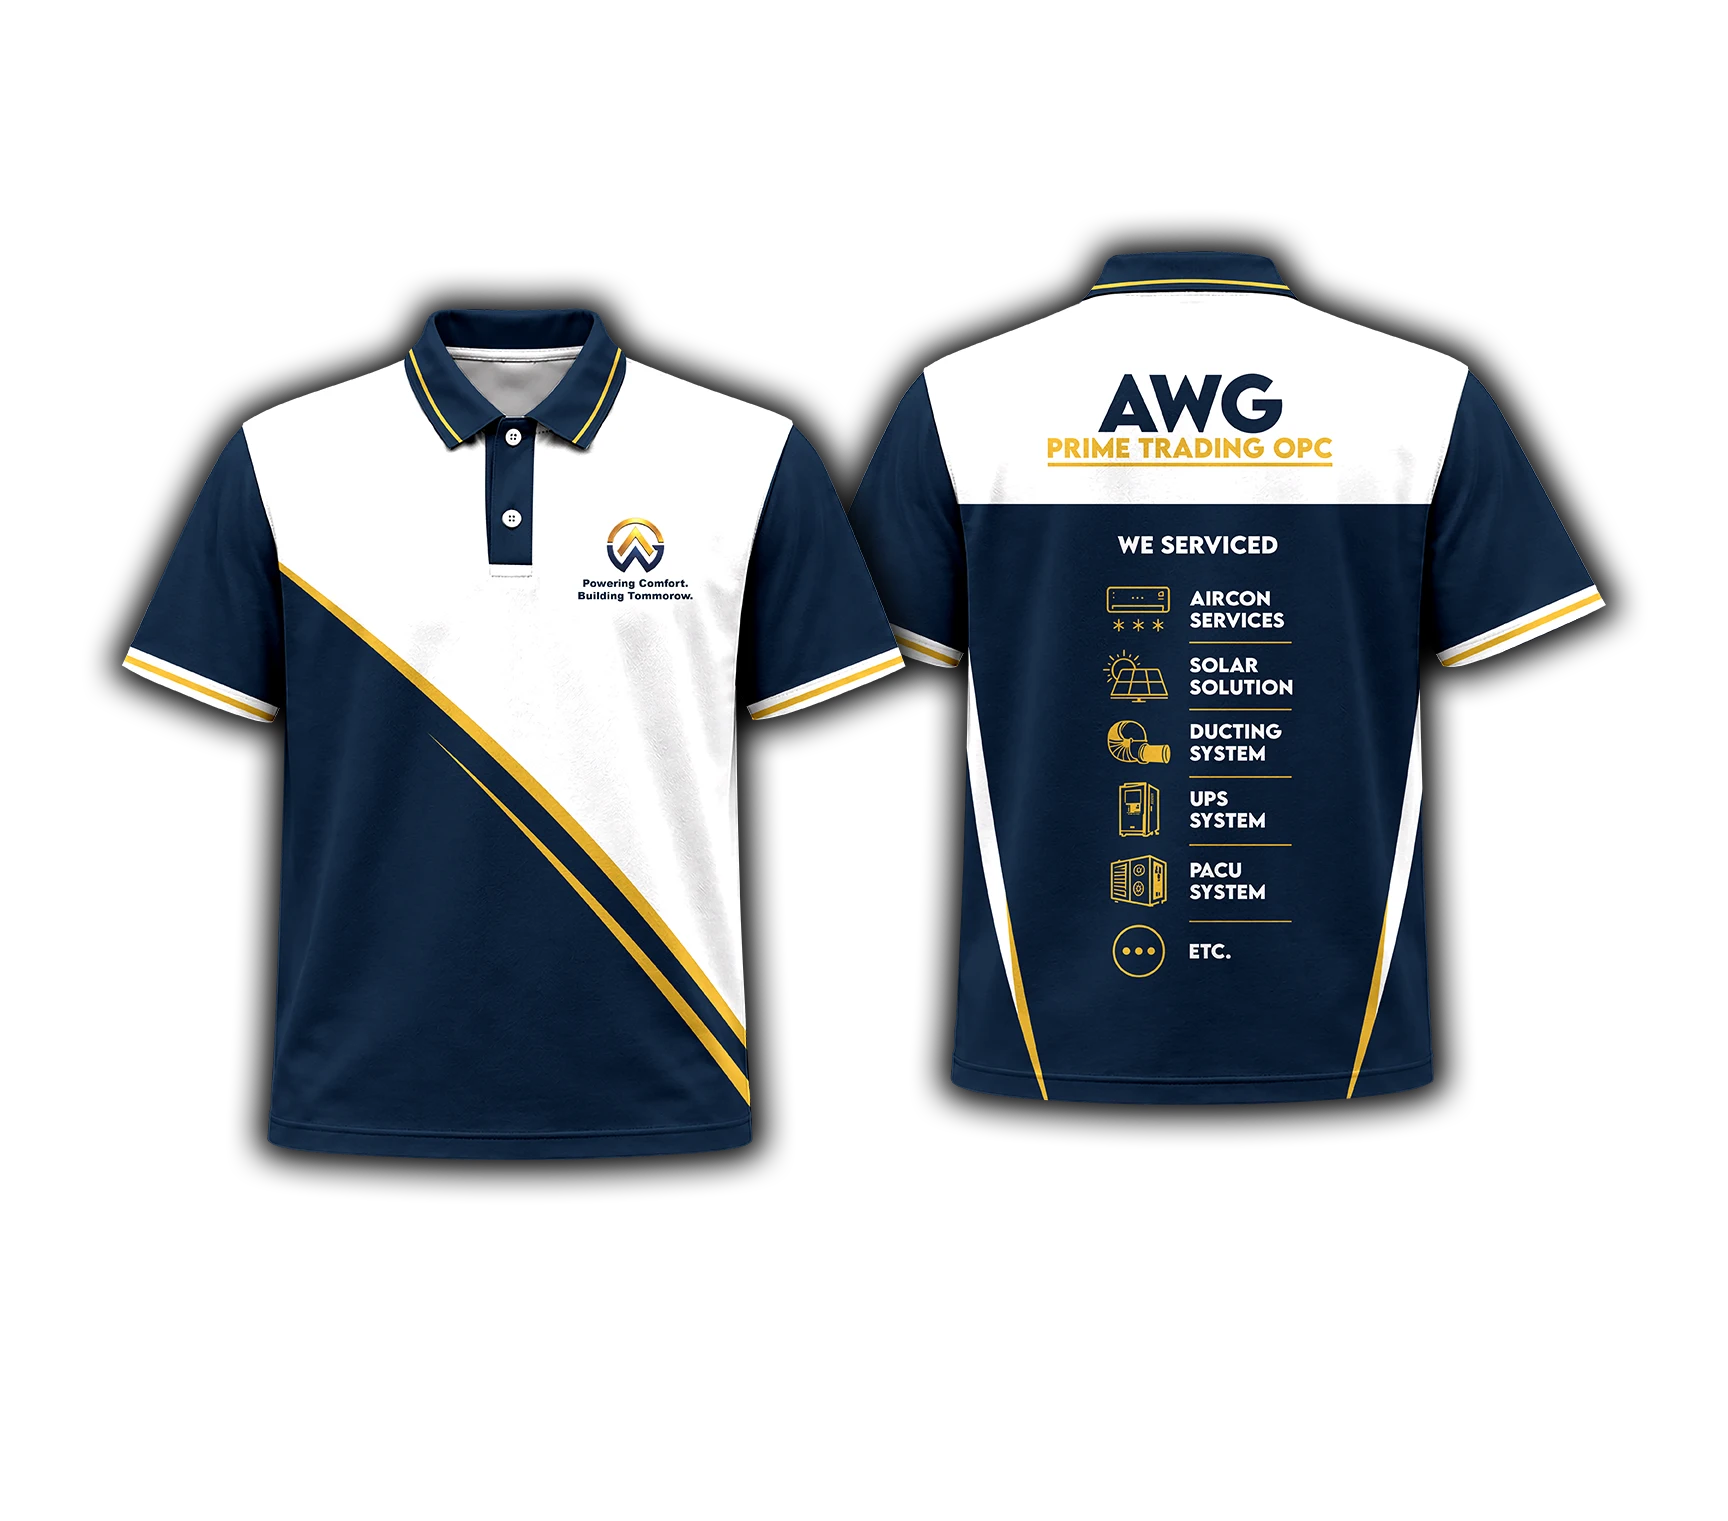 Powering Comfort.
Building Tommorow.
AWG
PRIME TRADING OPC
WE SERVICED
AIRCON
SERVICES
SOLAR
SOLUTION
DUCTING
SYSTEM
UPS
SYSTEM
PACU
SYSTEM
ETC.